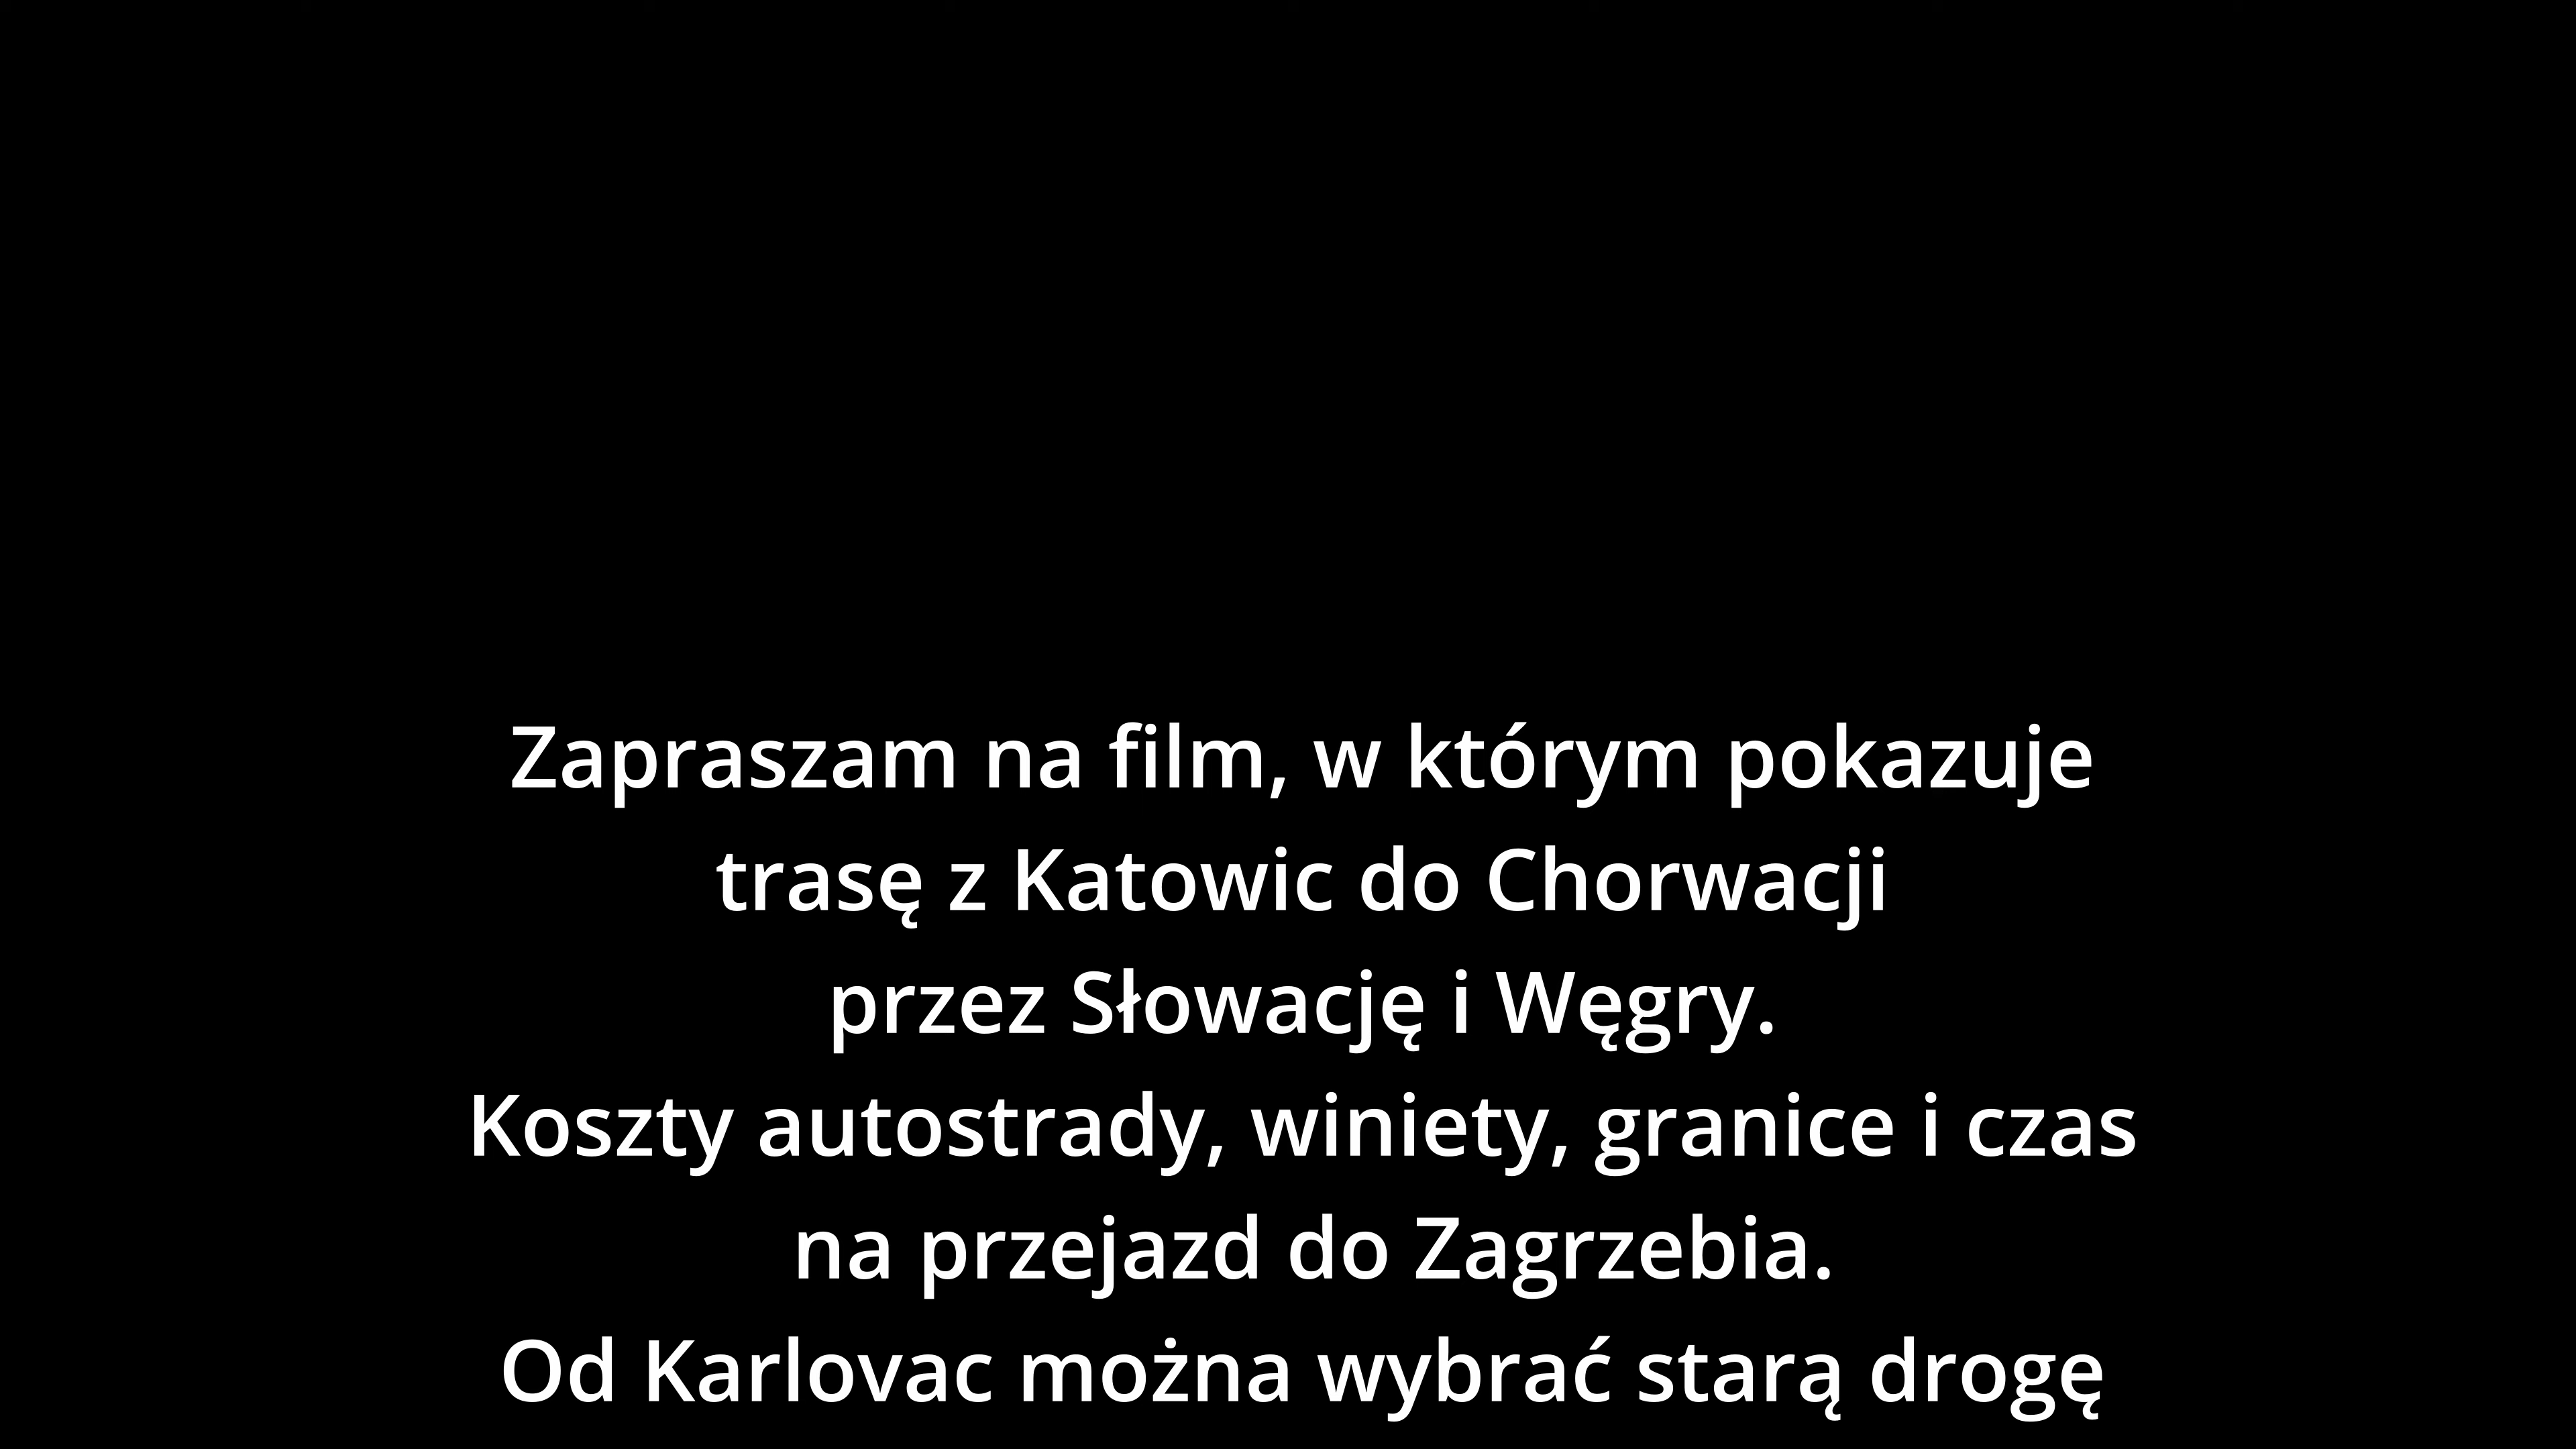 Zapraszam na film, w którym pokazuje
trasę z Katowic do Chorwacji
przez Słowację i Węgry.
Koszty autostrady, winiety, granice i czas
na przejazd do Zagrzebia.
Od Karlovac można wybrać starą drogę